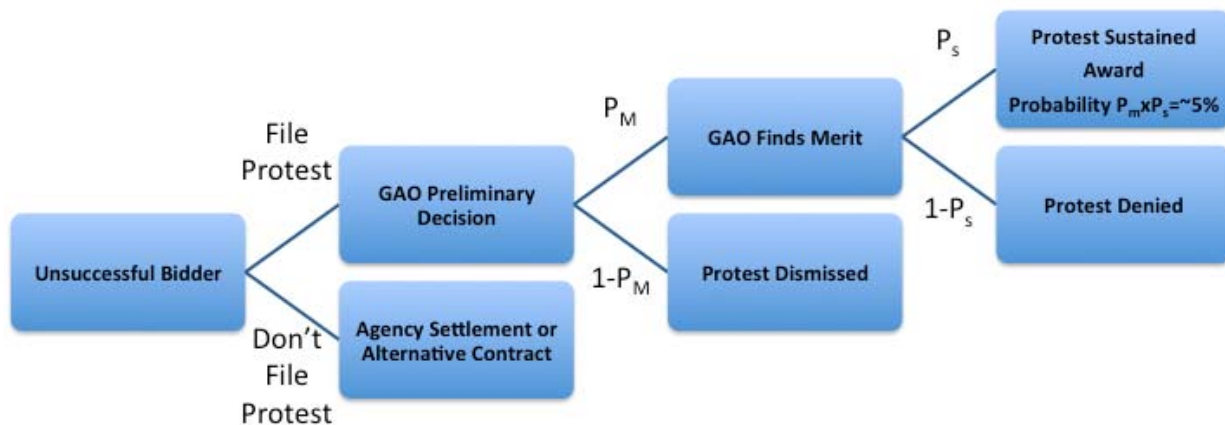 Unsuccessful Bidder
File
Protest
Don't
File
Protest
GAO Preliminary
Decision
Agency Settlement or
Alternative Contract
P_M
1-P_M
GAO Finds Merit
Protest Dismissed
P_s
1-P_s
Protest Sustained
Award
Probability P_mxP_s=~5%
Protest Denied